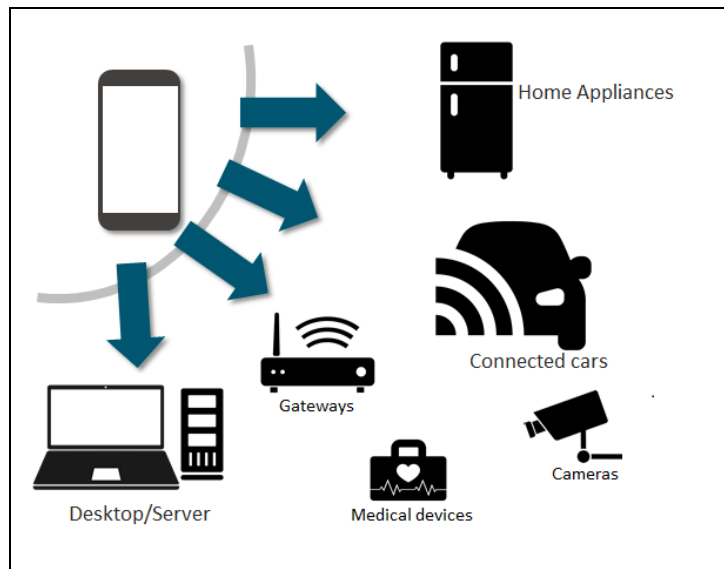 Home Appliances
Connected cars
Gateways
Cameras
Desktop/Server
Medical devices